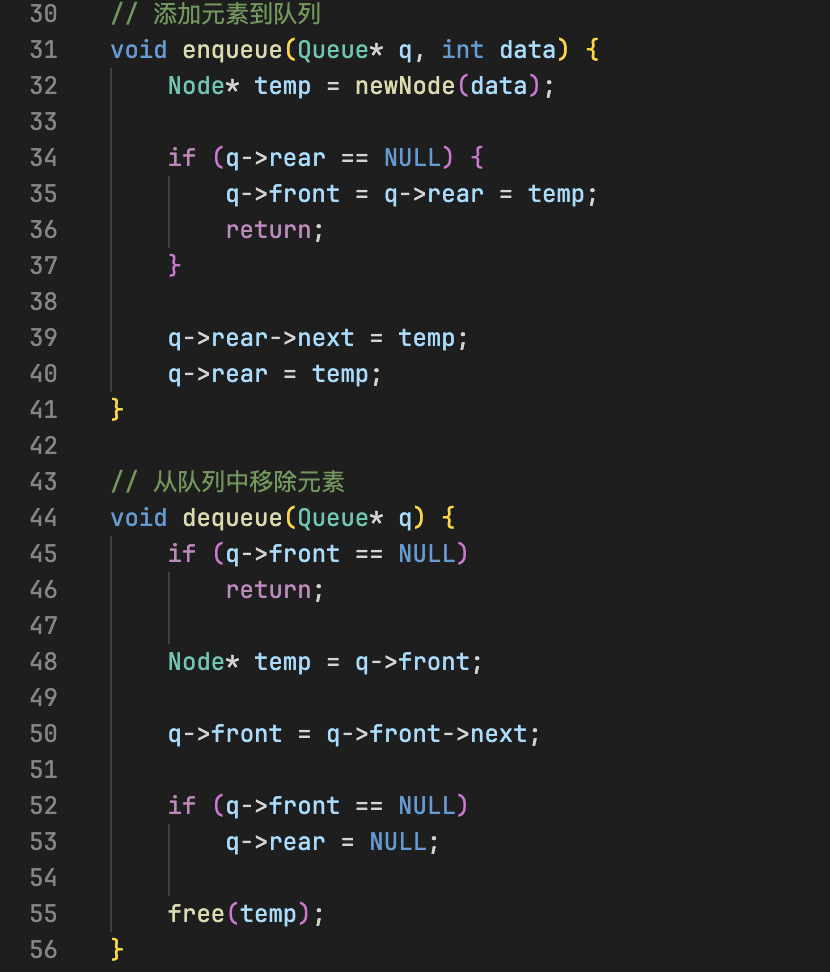 30 // 添加元素到队列
31 void enqueue(Queue* q, int data) {
32     Node* temp = newNode(data);
33
34     if (q->rear == NULL) {
35         q->front = q->rear = temp;
36         return;
37     }
38
39     q->rear->next = temp;
40     q->rear = temp;
41 }
42
43 // 从队列中移除元素
44 void dequeue(Queue* q) {
45     if (q->front == NULL)
46         return;
47
48     Node* temp = q->front;
49
50     q->front = q->front->next;
51
52     if (q->front == NULL)
53         q->rear = NULL;
54
55     free(temp);
56 }